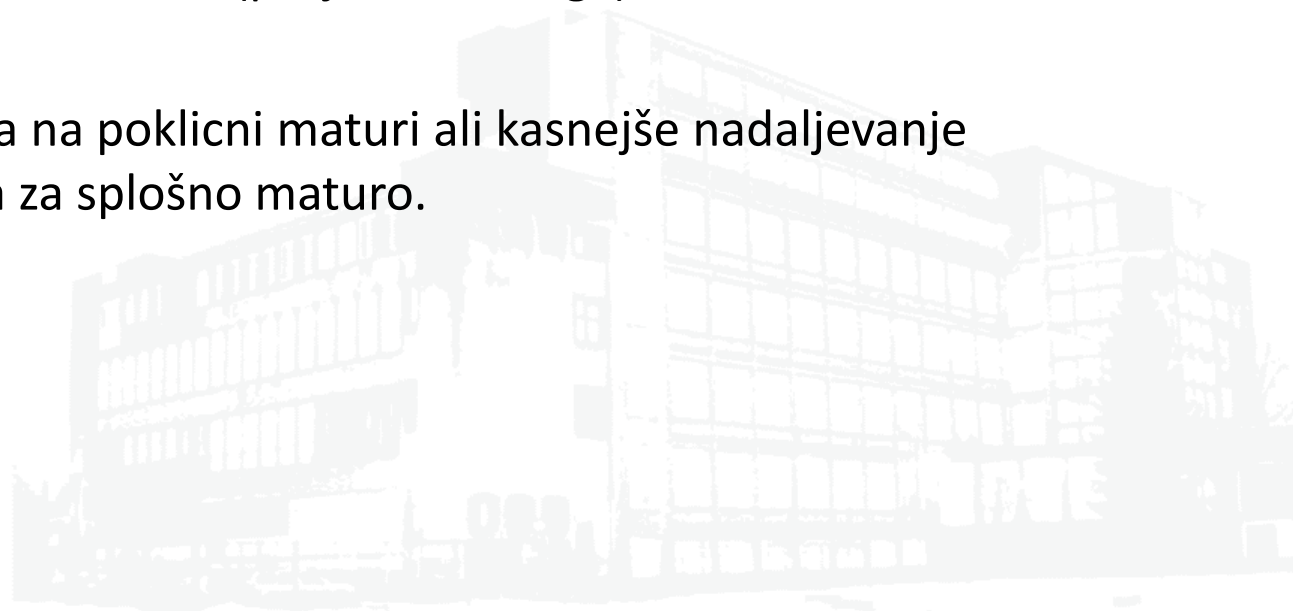 a na poklicni maturi ali kasnejše nadaljevanje
za splošno maturo.